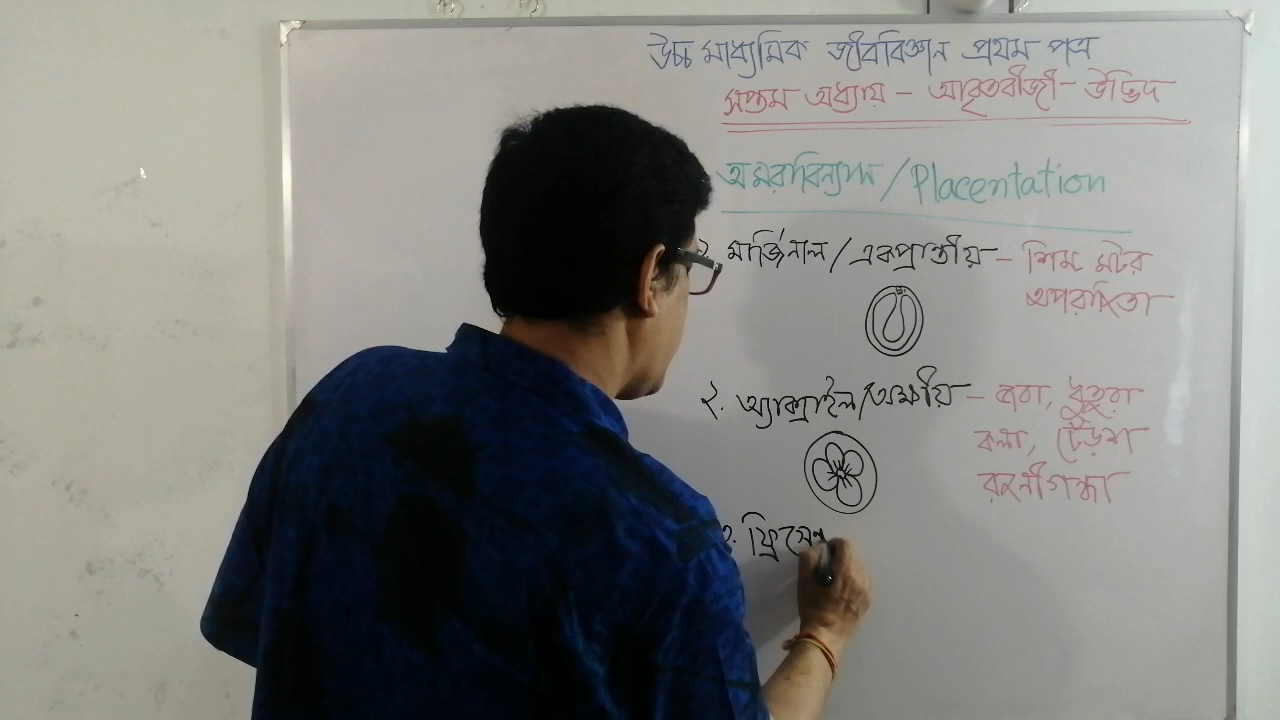 উচ্চ মাধ্যমিক জীববিজ্ঞান প্রথম পত্র
সপ্তম অধ্যায় - আবৃতবীজী - উদ্ভিদ
অমরাবিন্যাস / Placentation
মার্জিনাল / একপ্রান্তীয় - শিম মটর
অপরাজিতা
২. অ্যাক্সাইল/অক্ষীয় - জবা, ধুতুরা
কলা, ঢেঁড়শ
রজনীগন্ধা
৩. ফ্রিসেন